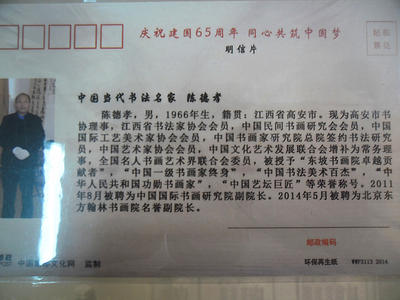 庆祝建国65周年 同心共筑中国梦
明信片
贴邮票处
中国当代书法名家 陈德孝
陈德孝，男，1966年生，籍贯：江西省高安市。现为高安市书
协理事，江西省书法家协会会员，中国民间书画研究会会员，中
国国际工艺美术家协会会员，中国书画家研究院总院签约书法研究
员，中国艺术家协会会员，中国文化艺术发展联合会增补为常务理
事，全国名人书画艺术界联合会委员，被授予“东坡书画院卓越贡
献者”，“中国一级书画家终身”，“中国书法美术百杰”，“中
华人民共和国功勋书画家”，“中国艺坛巨匠”等荣誉称号。2011
年8月被聘为中国国际美术研究院副院长。2014年5月被聘为北京东
方翰林书画院名誉副院长。
邮政编码
文化网 监制
环保再生纸 2014